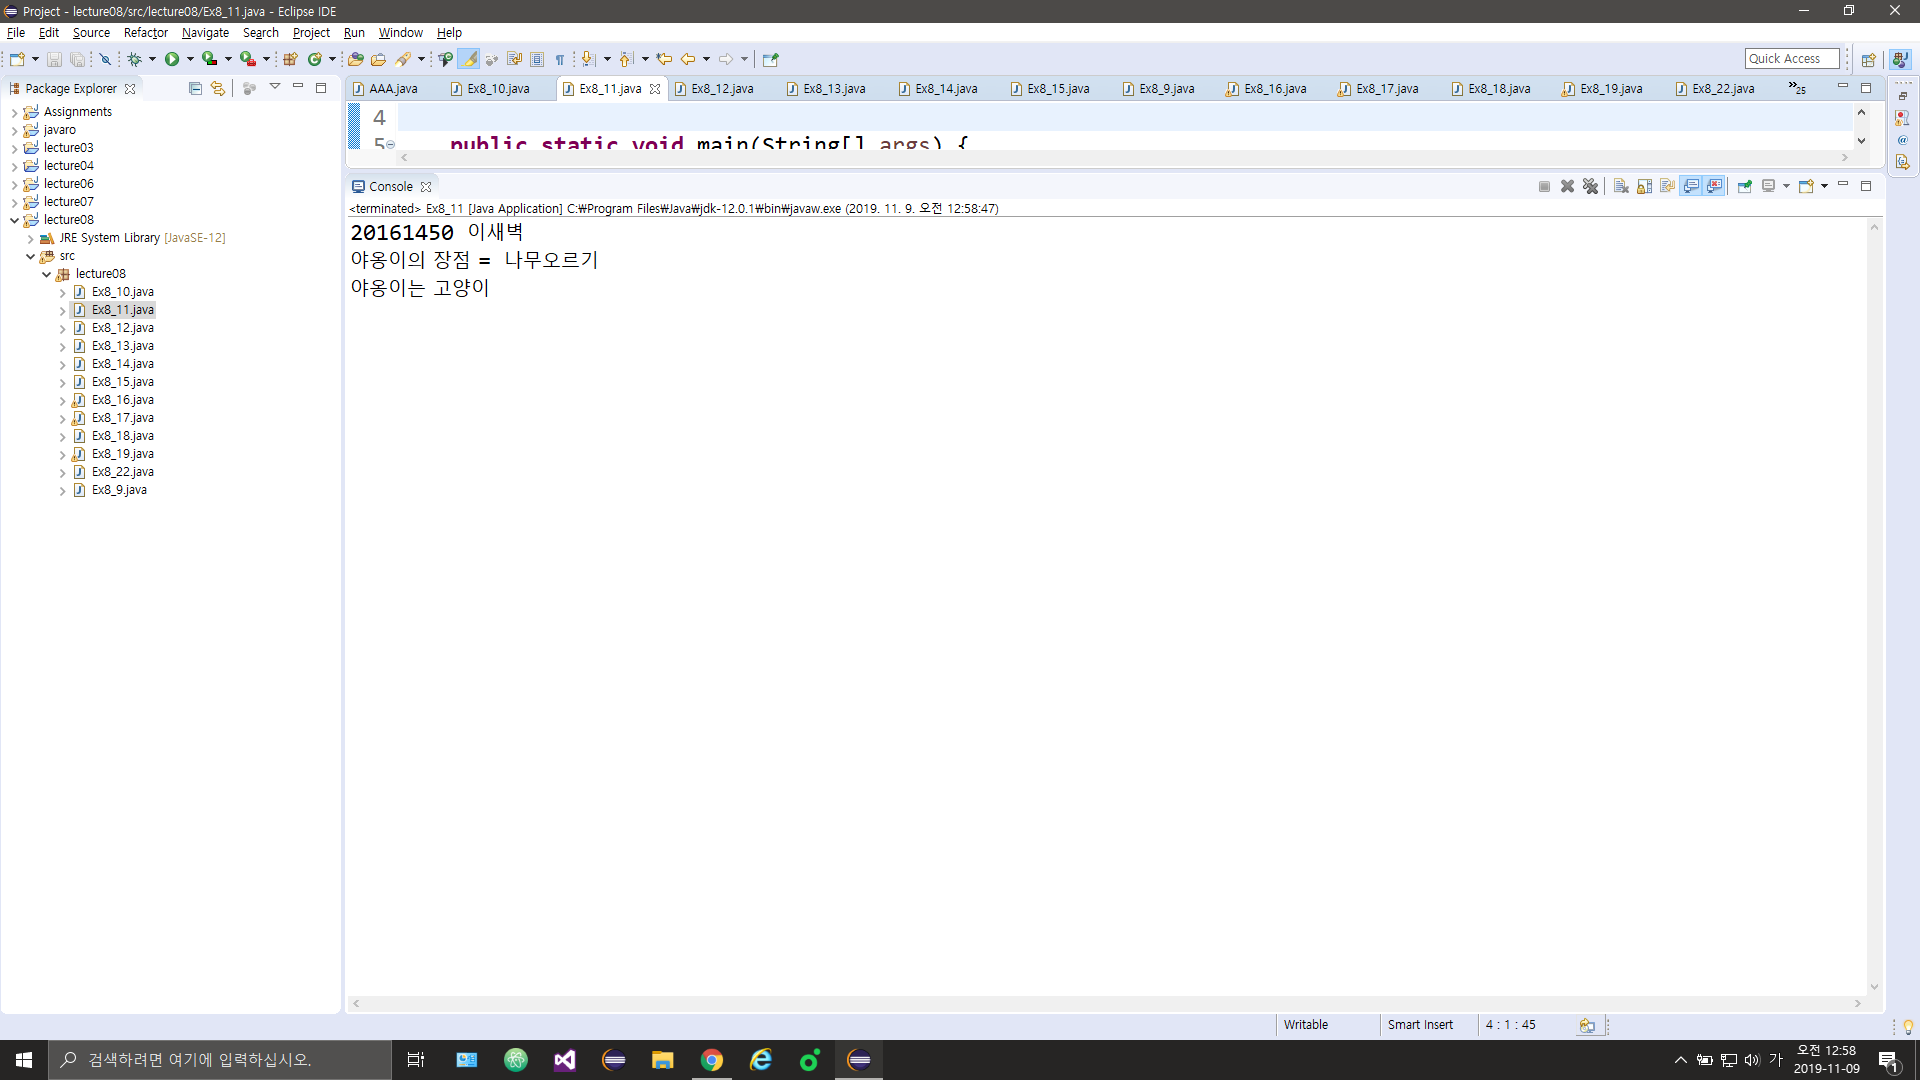 Project - lecture08/src/lecture08/Ex8_11.java - Eclipse IDE
File Edit Source Refactor Navigate Search Project Run Window Help
Quick Access
Package Explorer
Assignments
javaro
lecture03
lecture04
lecture06
lecture07
lecture08
JRE System Library [JavaSE-12]
src
lecture08
Ex8_10.java
Ex8_11.java
Ex8_12.java
Ex8_13.java
Ex8_14.java
Ex8_15.java
Ex8_16.java
Ex8_17.java
Ex8_18.java
Ex8_19.java
Ex8_22.java
Ex8_9.java
AAA.java Ex8_10.java Ex8_11.java Ex8_12.java Ex8_13.java Ex8_14.java Ex8_15.java Ex8_9.java Ex8_16.java Ex8_17.java Ex8_18.java Ex8_19.java Ex8_22.java »25
4
5 public static void main(String[] args) {
Console
<terminated> Ex8_11 [Java Application] C:₩Program Files₩Java₩jdk-12.0.1₩bin₩javaw.exe (2019. 11. 9. 오전 12:58:47)
20161450 이새벽
야옹이의 장점 = 나무오르기
야옹이는 고양이
Writable Smart Insert 4 : 1 : 45
검색하려면 여기에 입력하십시오.
가
오전 12:58
2019-11-09
1